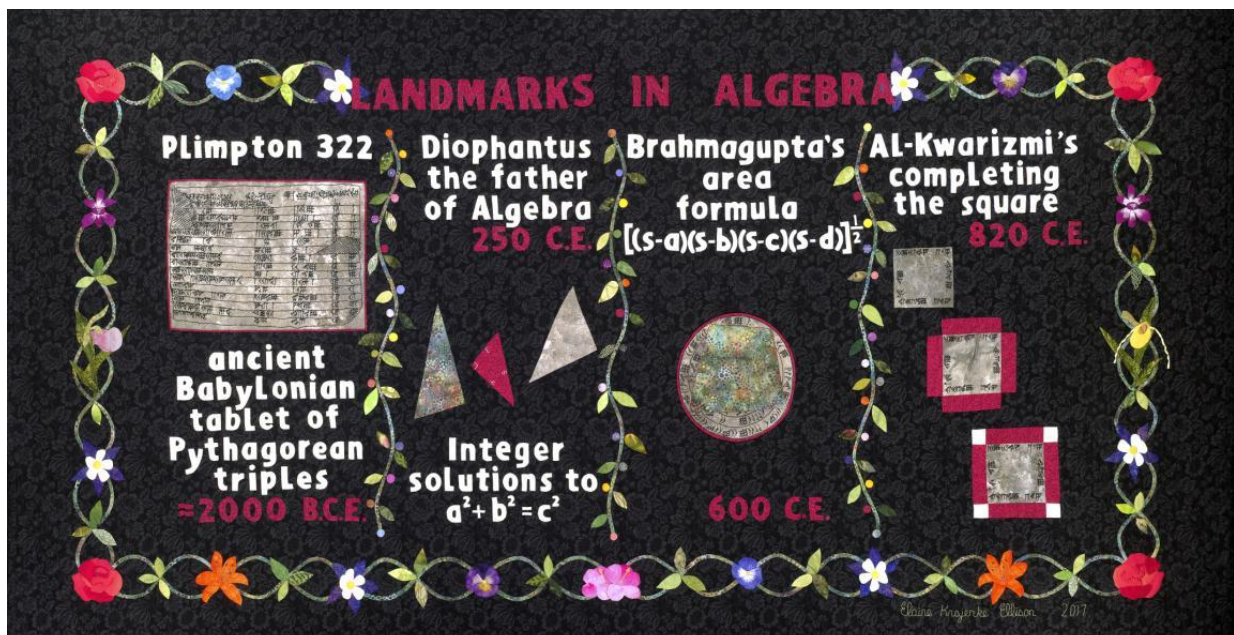 LANDMARKS IN ALGEBRA
PLimpton 322
ancient
BabyLonian
tablet of
Pythagorean
triples
≈2000 B.C.E.
Diophantus
the father
of Algebra
250 C.E.
Integer
solutions to
a²+b²=c²
Brahmagupta's
area
formula
[(s-a)(s-b)(s-c)(s-d)]½
600 C.E.
AL-Kwarizmi's
completing
the square
820 C.E.
Elaine Krajenke Ellison 2017